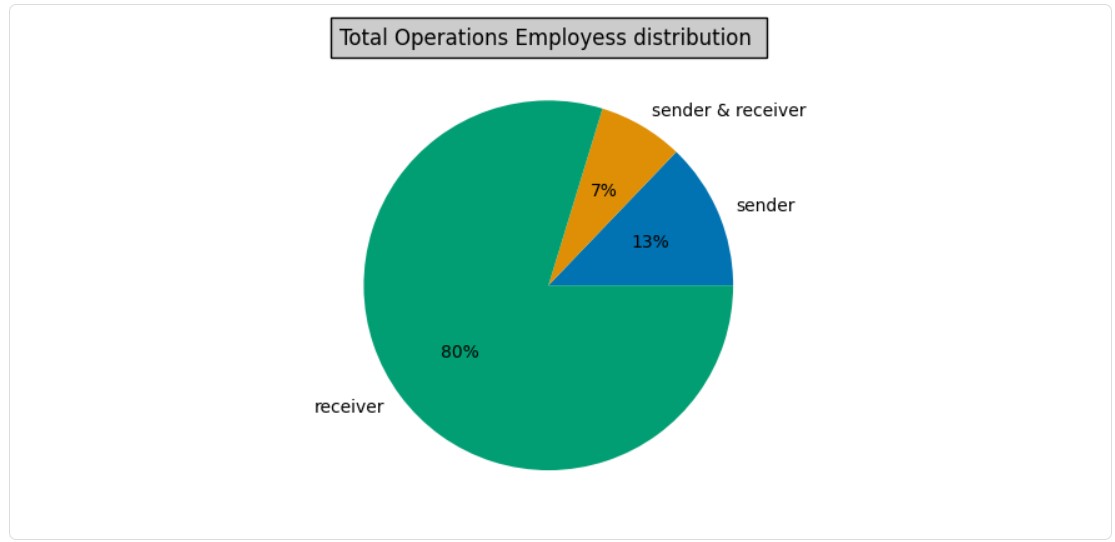 Total Operations Employess distribution
sender & receiver
7%
sender
13%
80%
receiver